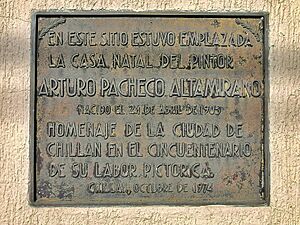 EN ESTE SITIO ESTUVO EMPLAZADA
LA CASA NATAL DEL PINTOR
ARTURO PACHECO ALTAMIRANO
NACIDO EL 24 DE ABRIL DE 1903
HOMENAJE DE LA CIUDAD DE
CHILLAN EN EL CINCUENTENARIO
DE SU LABOR PICTORICA.
CHILLAN, OCTUBRE DE 1974